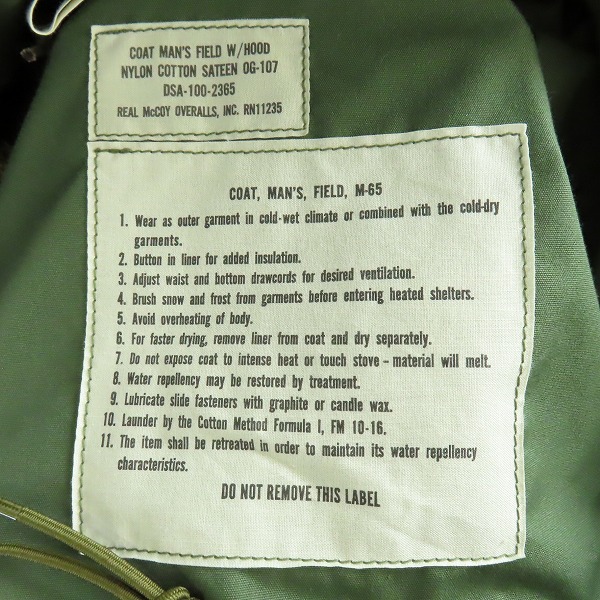 COAT MAN'S FIELD W/HOOD
NYLON COTTON SATEEN OG-107
DSA-100-2365
REAL McCOY OVERALLS, INC. RN11235
COAT, MAN'S, FIELD, M-65
1. Wear as outer garment in cold-wet climate or combined with the cold-dry
garments.
2. Button in liner for added insulation.
3. Adjust waist and bottom drawcords for desired ventilation.
4. Brush snow and frost from garments before entering heated shelters.
5. Avoid overheating of body.
6. For faster drying, remove liner from coat and dry separately.
7. Do not expose coat to intense heat or touch stove - material will melt.
8. Water repellency may be restored by treatment.
9. Lubricate slide fasteners with graphite or candle wax.
10. Launder by the Cotton Method Formula I, FM 10-16.
11. The item shall be retreated in order to maintain its water repellency
characteristics.
DO NOT REMOVE THIS LABEL